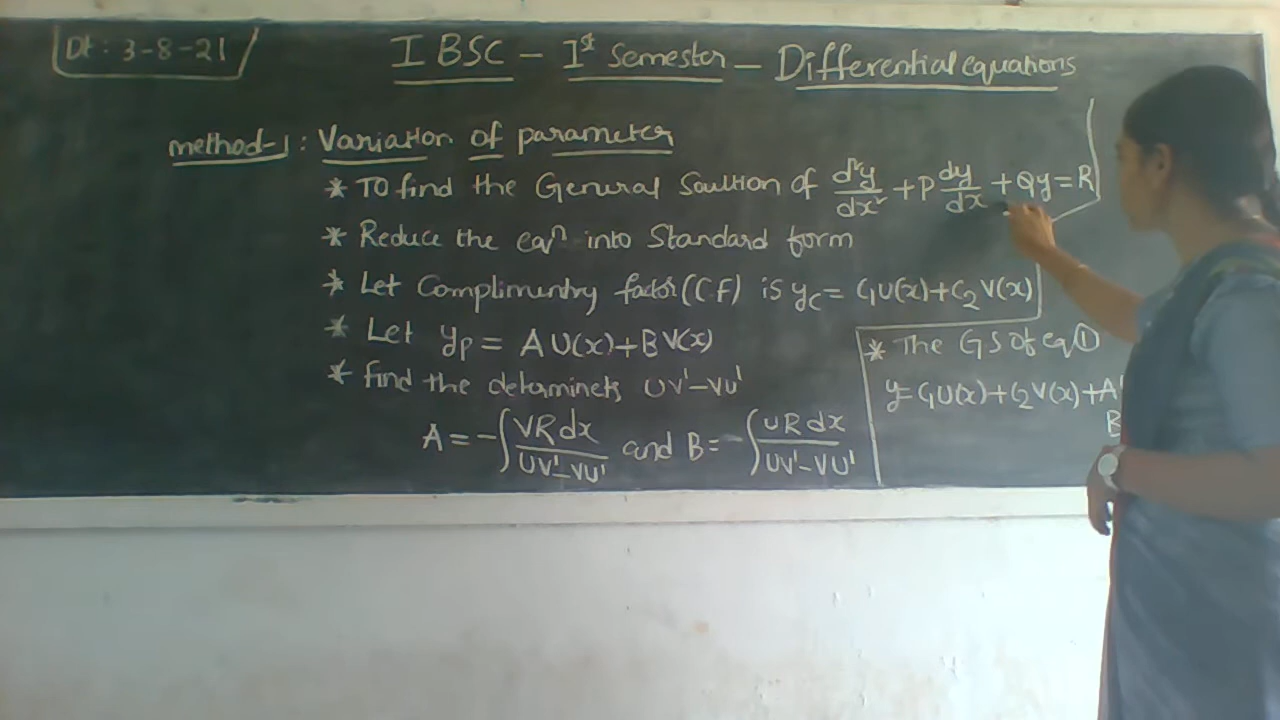 Dt : 3-8-21
I BSC - Ist Semester - Differential equations
method-1 : Variation of parameter
* To find the General Soultion of d²y/dx² + P dy/dx + Qy = R
* Reduce the eqn into Standard form
* Let Complimentry factor (CF) is yc = C1U(x)+C2V(x)
* Let yp = AU(x)+BV(x)
* find the determinets UV'-VU'
A = -∫ VR dx / UV'-VU' and B = ∫ UR dx / UV'-VU'
* The GS of eq ①
y = C1U(x)+C2V(x)+A
B